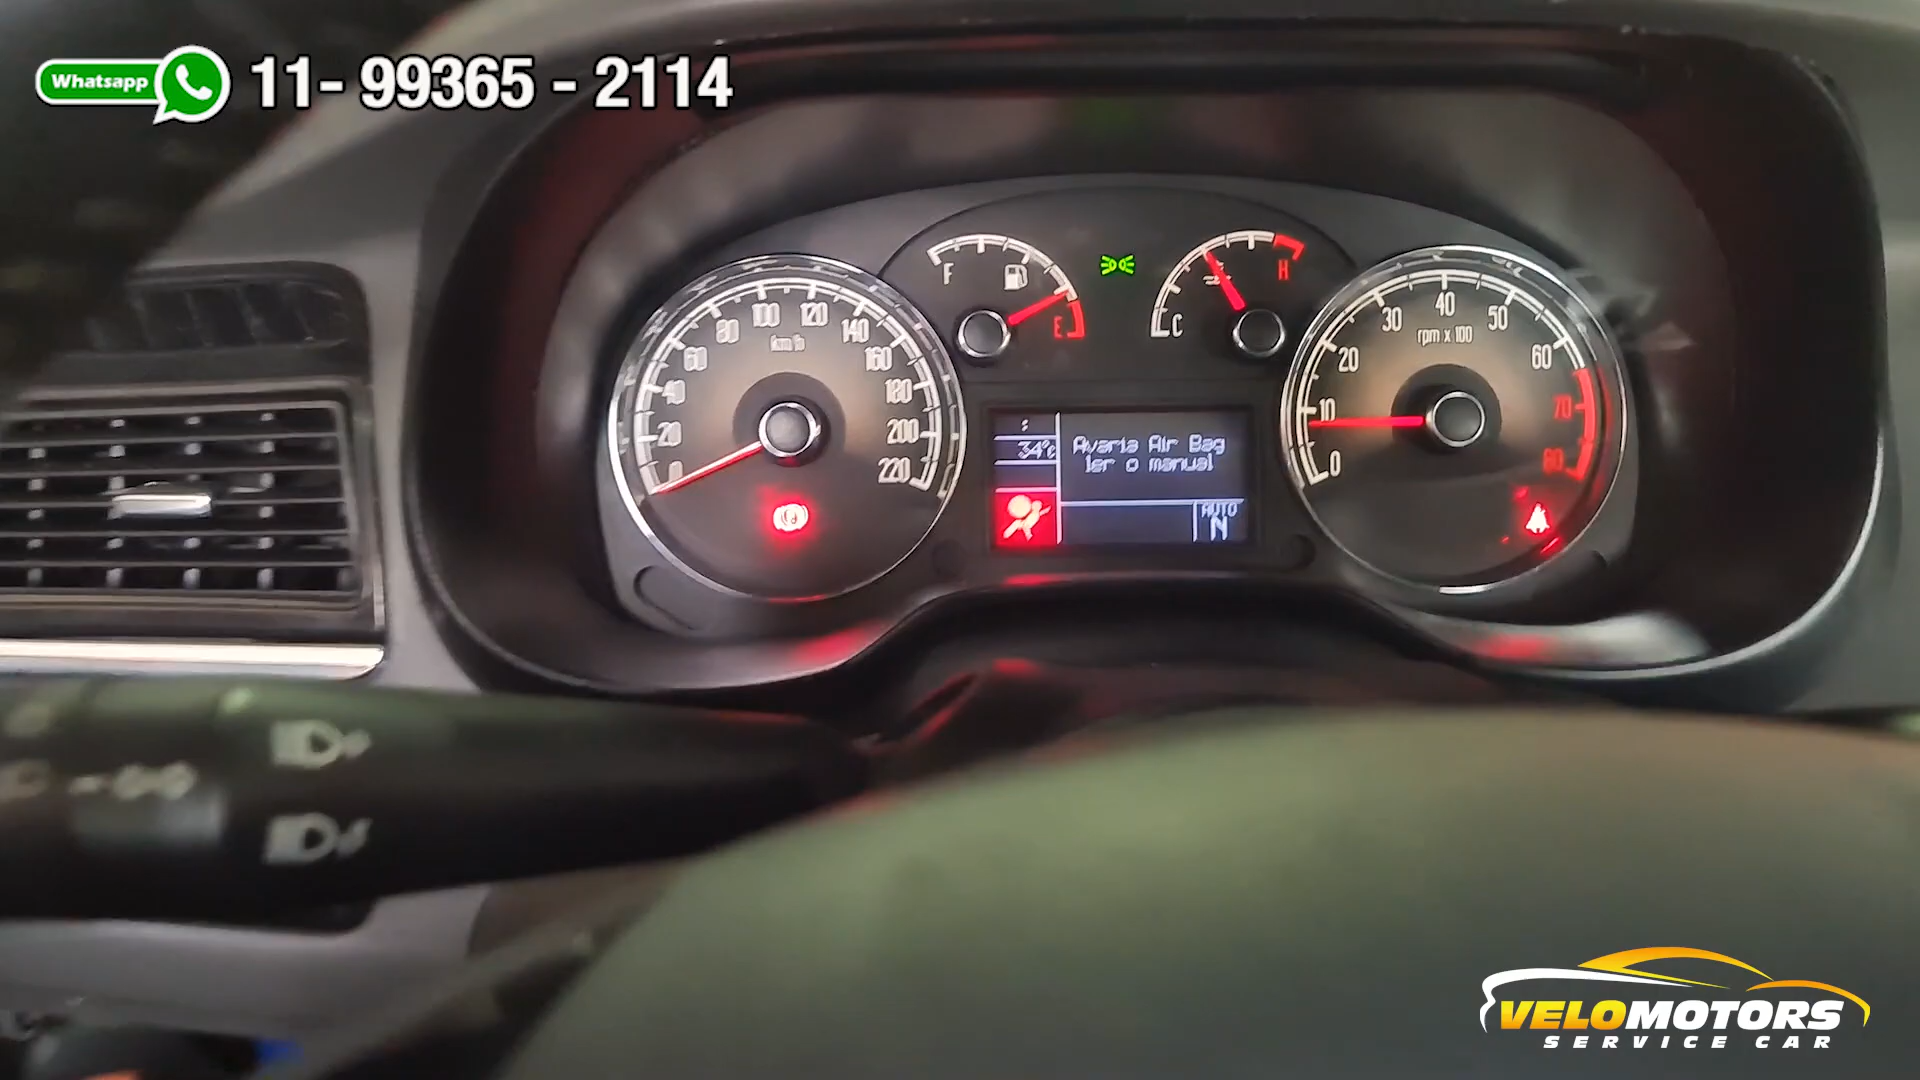 Whatsapp 11- 99365 - 2114
F E
C H
0 20 40 60 80 100 120 140 160 180 200 220
km/h
0 10 20 30 40 50 60 70 80
rpm x 100
34°c
Avaria Air Bag
ler o manual
AUTO
N
VELOMOTORS
SERVICE CAR